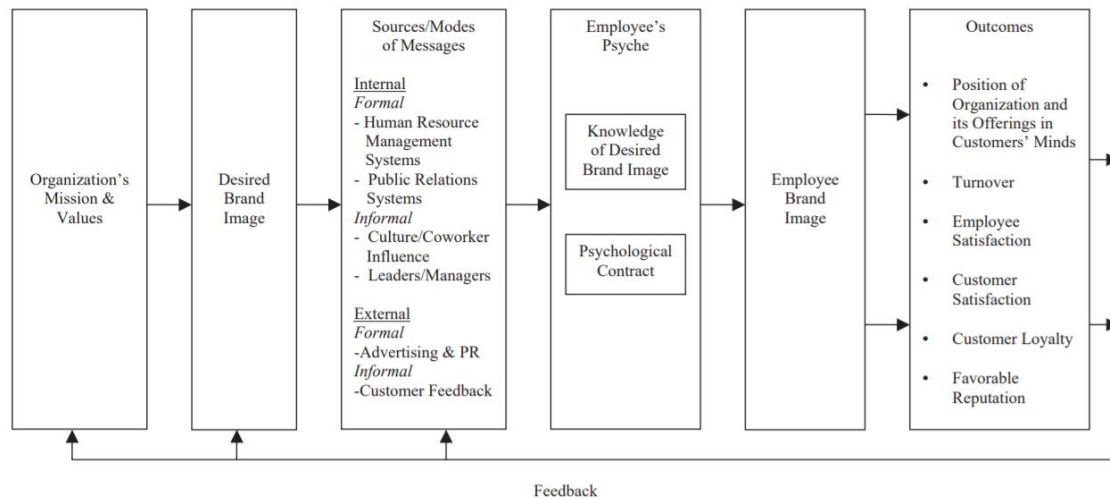 Organization's
Mission & 
Values
Desired
Brand
Image
Sources/Modes
of Messages
Internal
Formal
- Human Resource
Management
Systems
- Public Relations
Systems
Informal
- Culture/Coworker
Influence
- Leaders/Managers
External
Formal
-Advertising & PR
Informal
-Customer Feedback
Employee's
Psyche
Knowledge
of Desired
Brand Image
Psychological
Contract
Employee
Brand
Image
Outcomes
• Position of
Organization and
its Offerings in
Customers' Minds
• Turnover
• Employee
Satisfaction
• Customer
Satisfaction
• Customer Loyalty
• Favorable
Reputation
Feedback